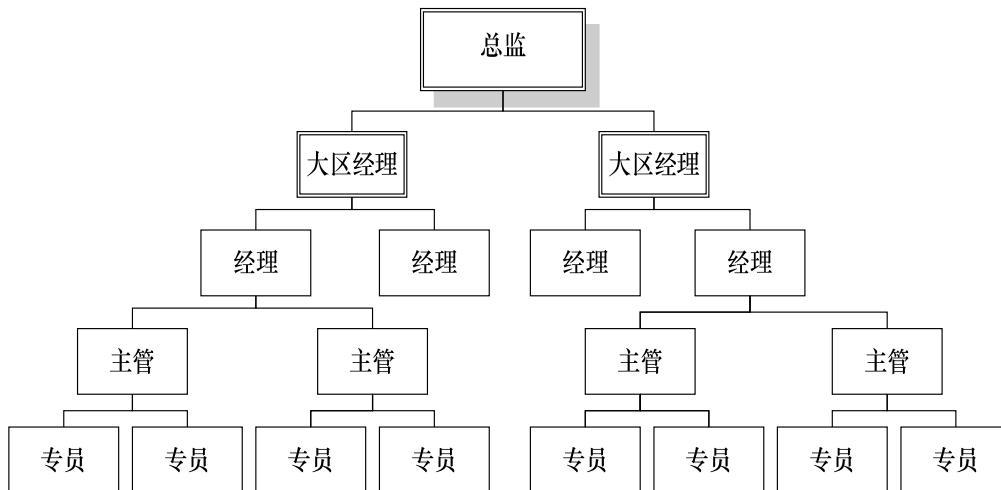 总监
大区经理 大区经理
经理 经理 经理 经理
主管 主管 主管 主管
专员 专员 专员 专员 专员 专员 专员 专员